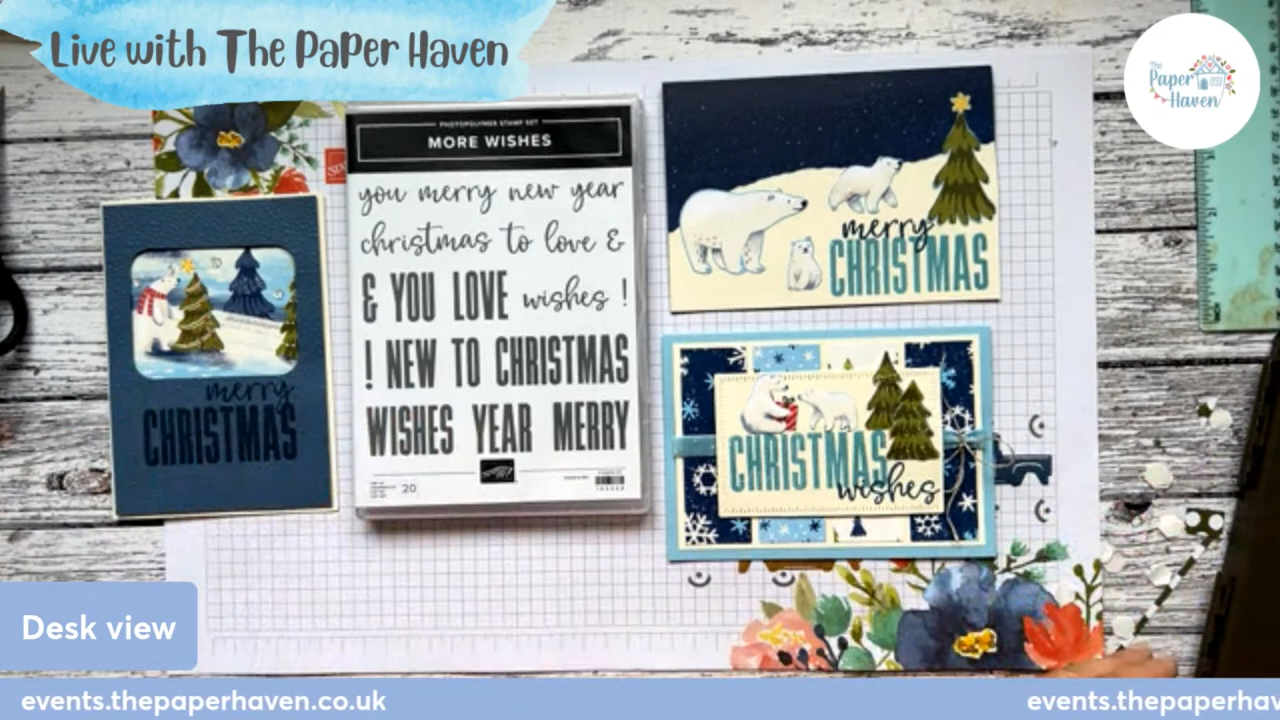 Live with The Paper Haven
The
Paper
Haven
PHOTOPOLYMER STAMP SET
MORE WISHES
you merry new year
christmas to love &
& YOU LOVE wishes !
! NEW TO CHRISTMAS
WISHES YEAR MERRY
20
merry
CHRISTMAS
merry
CHRISTMAS
CHRISTMAS
wishes
Desk view
events.thepaperhaven.co.uk
events.thepaperhav